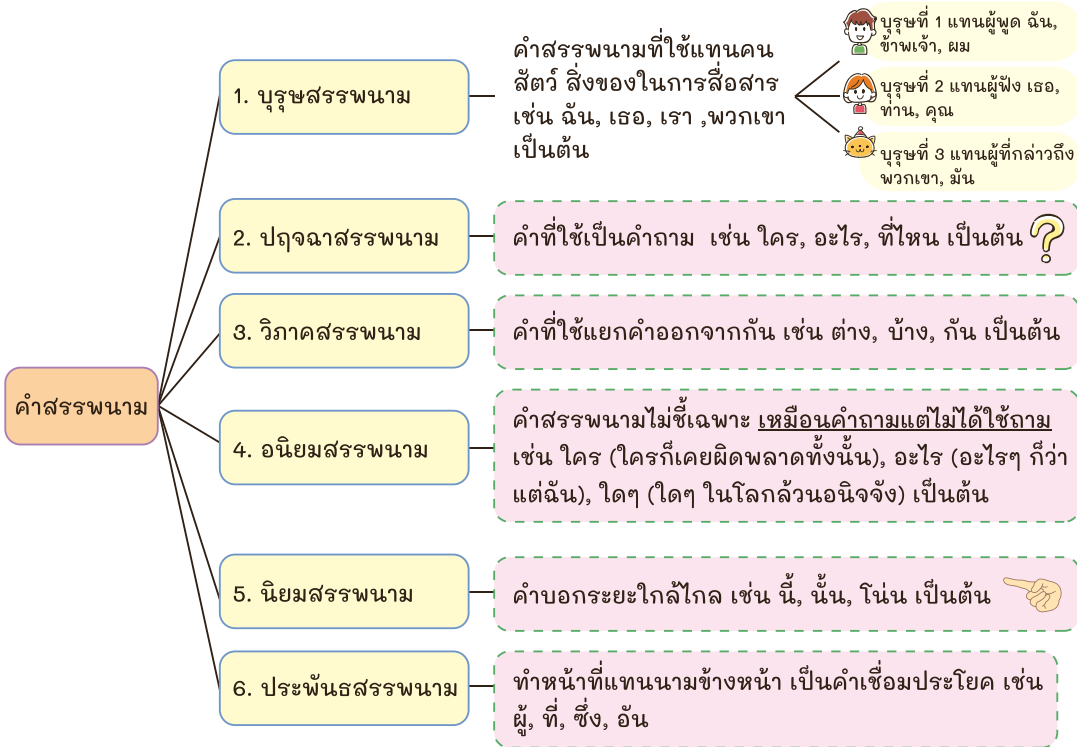 คำสรรพนาม
1. บุรุษสรรพนาม
คำสรรพนามที่ใช้แทนคน
สัตว์ สิ่งของในการสื่อสาร
เช่น ฉัน, เธอ, เรา ,พวกเขา
เป็นต้น
บุรุษที่ 1 แทนผู้พูด ฉัน,
ข้าพเจ้า, ผม
บุรุษที่ 2 แทนผู้ฟัง เธอ,
ท่าน, คุณ
บุรุษที่ 3 แทนผู้ที่กล่าวถึง
พวกเขา, มัน
2. ปฤจฉาสรรพนาม
คำที่ใช้เป็นคำถาม เช่น ใคร, อะไร, ที่ไหน เป็นต้น
3. วิภาคสรรพนาม
คำที่ใช้แยกคำออกจากกัน เช่น ต่าง, บ้าง, กัน เป็นต้น
4. อนิยมสรรพนาม
คำสรรพนามไม่ชี้เฉพาะ เหมือนคำถามแต่ไม่ได้ใช้ถาม
เช่น ใคร (ใครก็เคยผิดพลาดทั้งนั้น), อะไร (อะไรๆ ก็ว่า
แต่ฉัน), ใดๆ (ใดๆ ในโลกล้วนอนิจจัง) เป็นต้น
5. นิยมสรรพนาม
คำบอกระยะใกล้ไกล เช่น นี้, นั้น, โน่น เป็นต้น
6. ประพันธสรรพนาม
ทำหน้าที่แทนนามข้างหน้า เป็นคำเชื่อมประโยค เช่น
ผู้, ที่, ซึ่ง, อัน